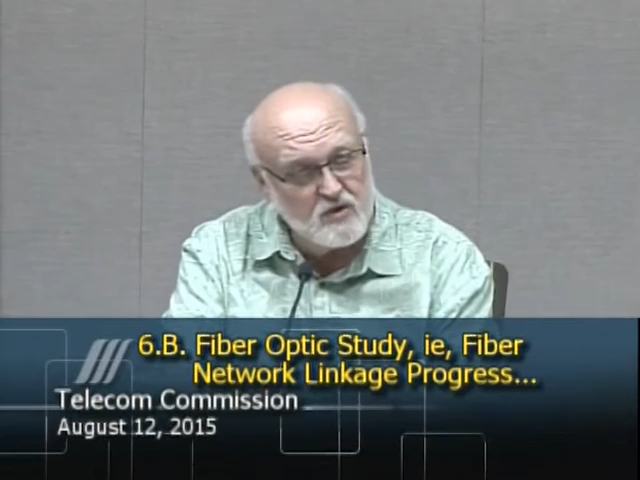 6.B. Fiber Optic Study, ie, Fiber
Network Linkage Progress...
Telecom Commission
August 12, 2015